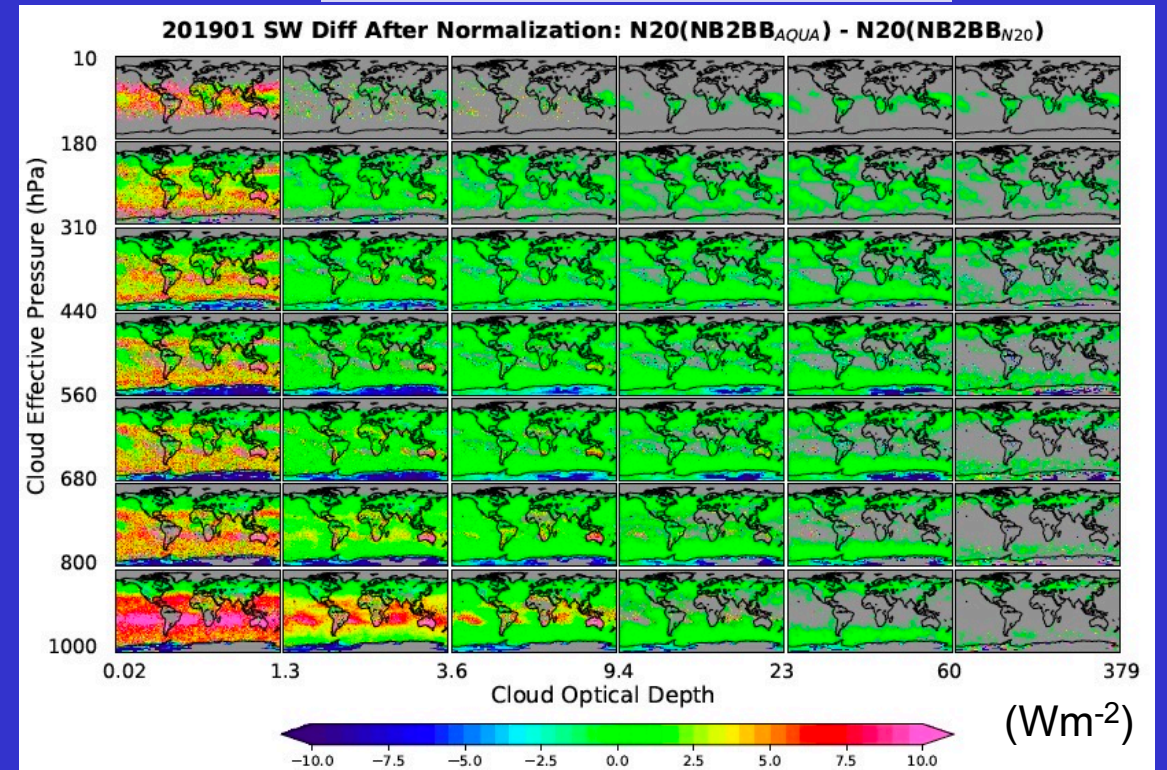 201901 SW Diff After Normalization: N20(NB2BB_AQUA) - N20(NB2BB_N20)
Cloud Effective Pressure (hPa)
10
180
310
440
560
680
800
1000
0.02 1.3 3.6 9.4 23 60 379
Cloud Optical Depth
−10.0 −7.5 −5.0 −2.5 0.0 2.5 5.0 7.5 10.0
(Wm-2)